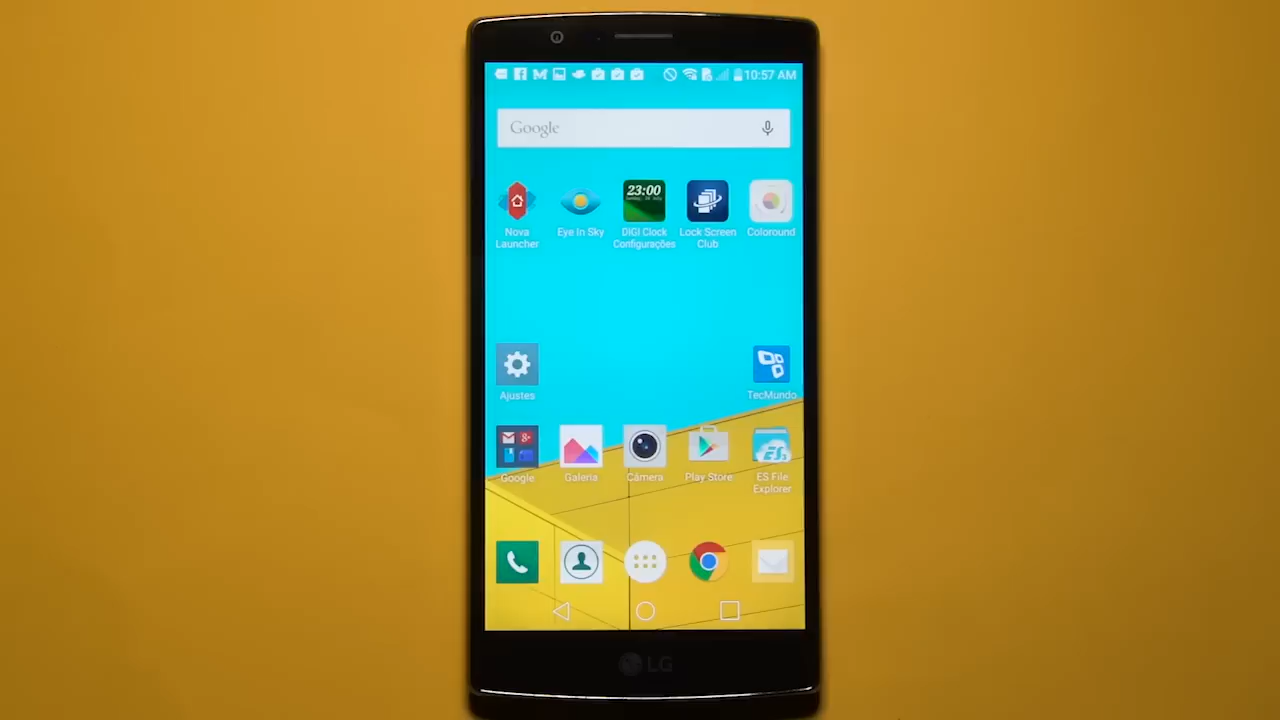 10:57 AM
Google
23:00
Nova Launcher
Eye In Sky
DIGI Clock Configurações
Lock Screen Club
Coloround
Ajustes
TecMundo
Google
Galeria
Câmera
Play Store
ES File Explorer
LG